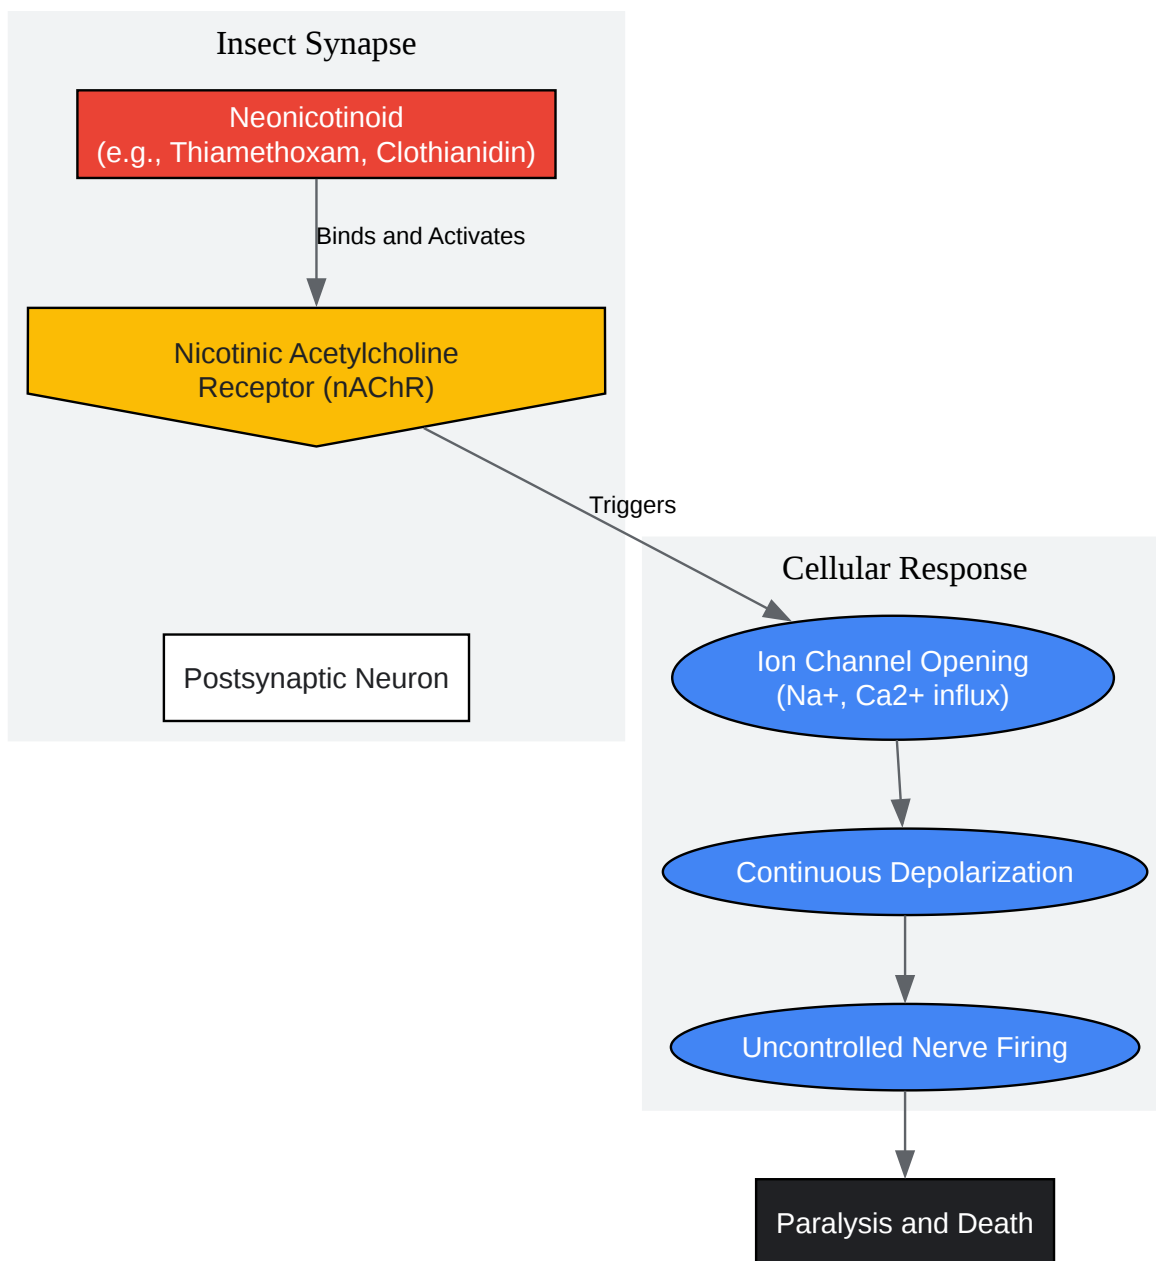 Insect Synapse
Neonicotinoid
(e.g., Thiamethoxam, Clothianidin)
Binds and Activates
Nicotinic Acetylcholine
Receptor (nAChR)
Triggers
Postsynaptic Neuron
Cellular Response
Ion Channel Opening
(Na+, Ca2+ influx)
Continuous Depolarization
Uncontrolled Nerve Firing
Paralysis and Death